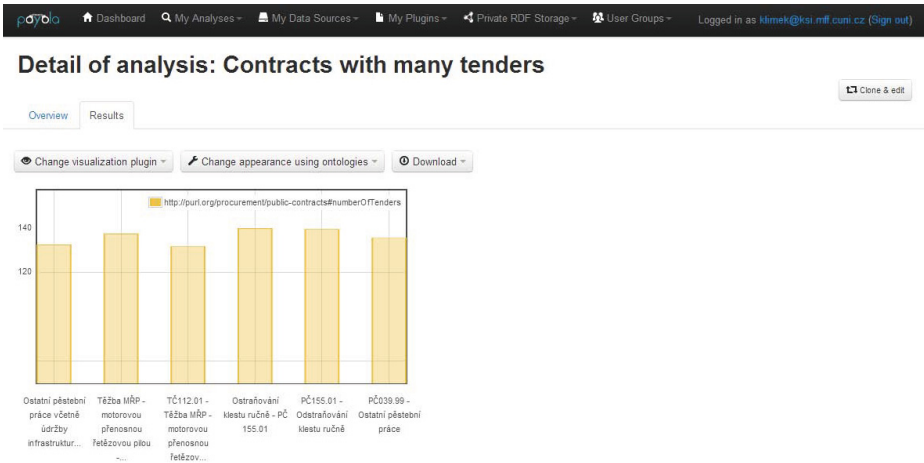 payola Dashboard My Analyses My Data Sources My Plugins Private RDF Storage User Groups Logged in as klimek@ksi.mff.cuni.cz (Sign out)
Detail of analysis: Contracts with many tenders
Clone & edit
Overview Results
Change visualization plugin Change appearance using ontologies Download
http://purl.org/procurement/public-contracts#numberOfTenders
140
120
Ostatní pěstební
práce včetně
údržby
infrastruktur...
Těžba MŘP -
motorovou
přenosnou
řetězovou pilou
-...
TČ112.01 -
Těžba MŘP -
motorovou
přenosnou
řetězov...
Ostraňování
klestu ručně - PČ
155.01
PČ155.01 -
Odstraňování
klestu ručně
PČ039.99 -
Ostatní pěstební
práce